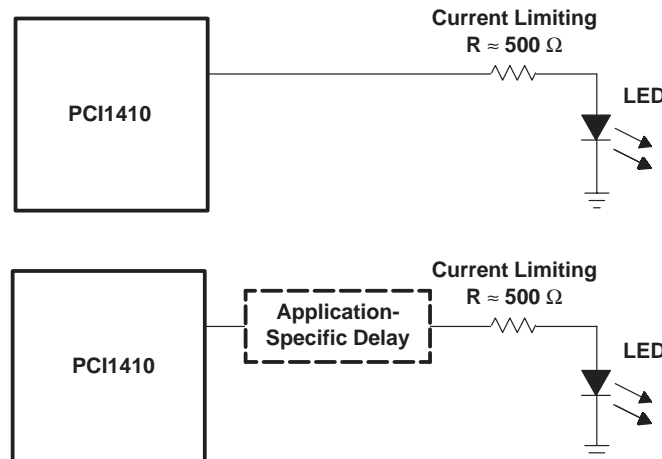 Current Limiting
R ≈ 500 Ω
PCI1410
LED
Current Limiting
R ≈ 500 Ω
Application-
Specific Delay
PCI1410
LED